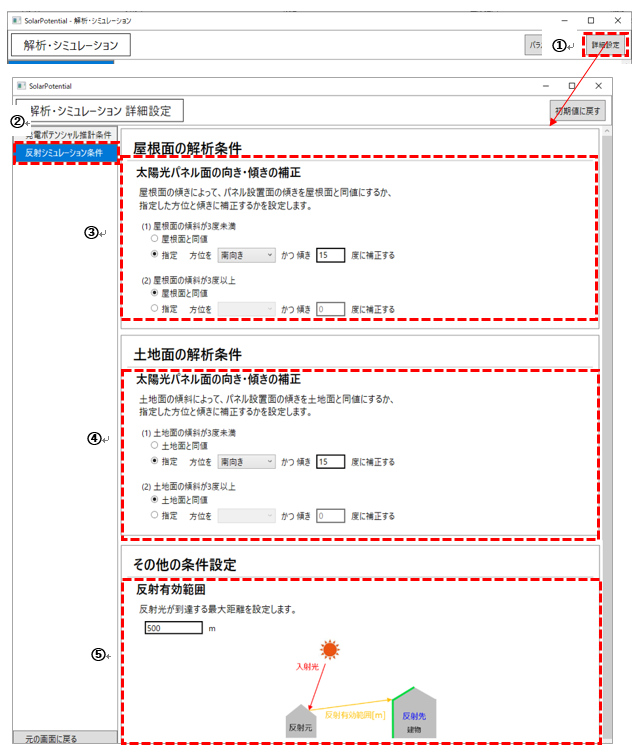 SolarPotential - 解析・シミュレーション
解析・シミュレーション
パラ
①
詳細設定
SolarPotential
解析・シミュレーション 詳細設定
初期値に戻す
②
発電ポテンシャル推計条件
反射シミュレーション条件
屋根面の解析条件
太陽光パネル面の向き・傾きの補正
屋根面の傾きによって、パネル設置面の傾きを屋根面と同値にするか、
指定した方位と傾きに補正するかを設定します。
③
(1) 屋根面の傾斜が3度未満
屋根面と同値
指定 方位を 南向き かつ 傾き 15 度に補正する
(2) 屋根面の傾斜が3度以上
屋根面と同値
指定 方位を かつ 傾き 0 度に補正する
土地面の解析条件
太陽光パネル面の向き・傾きの補正
土地面の傾斜によって、パネル設置面の傾きを土地面と同値にするか、
指定した方位と傾きに補正するかを設定します。
④
(1) 土地面の傾斜が3度未満
土地面と同値
指定 方位を 南向き かつ 傾き 15 度に補正する
(2) 土地面の傾斜が3度以上
土地面と同値
指定 方位を かつ 傾き 0 度に補正する
その他の条件設定
反射有効範囲
反射光が到達する最大距離を設定します。
500 m
⑤
入射光
反射有効範囲[m]
反射先
建物
反射元
元の画面に戻る